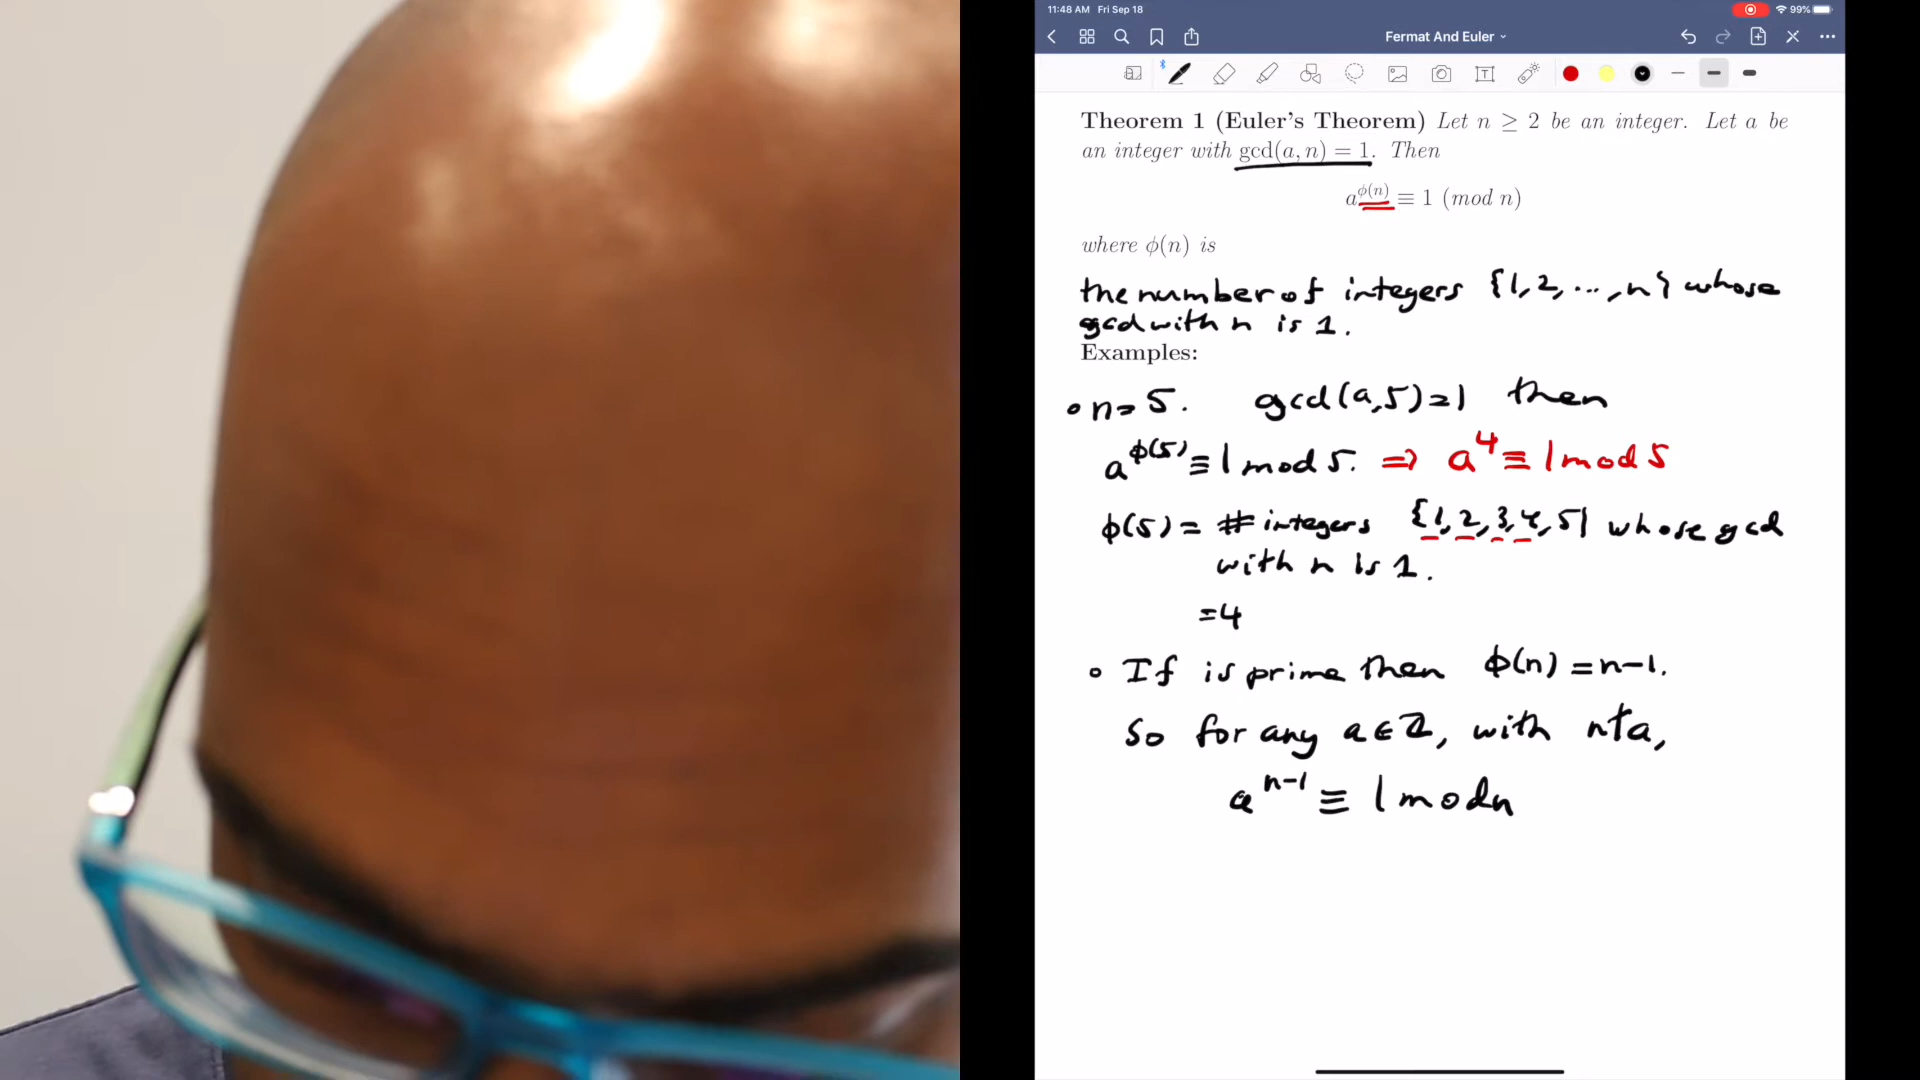 11:48 AM Fri Sep 18
99%
Fermat And Euler
Theorem 1 (Euler's Theorem) Let n ≥ 2 be an integer. Let a be
an integer with gcd(a, n) = 1. Then
a^ϕ(n) ≡ 1 (mod n)
where ϕ(n) is
the number of integers {1, 2, ..., n} whose
gcd with n is 1.
Examples:
• n = 5. gcd(a, 5) = 1 then
a^ϕ(5) ≡ 1 mod 5. ⇒ a^4 ≡ 1 mod 5
ϕ(5) = # integers {1, 2, 3, 4, 5} whose gcd
with n is 1.
= 4
• If is prime then ϕ(n) = n-1.
So for any a ∈ ℤ, with n∤a,
a^n-1 ≡ 1 mod n